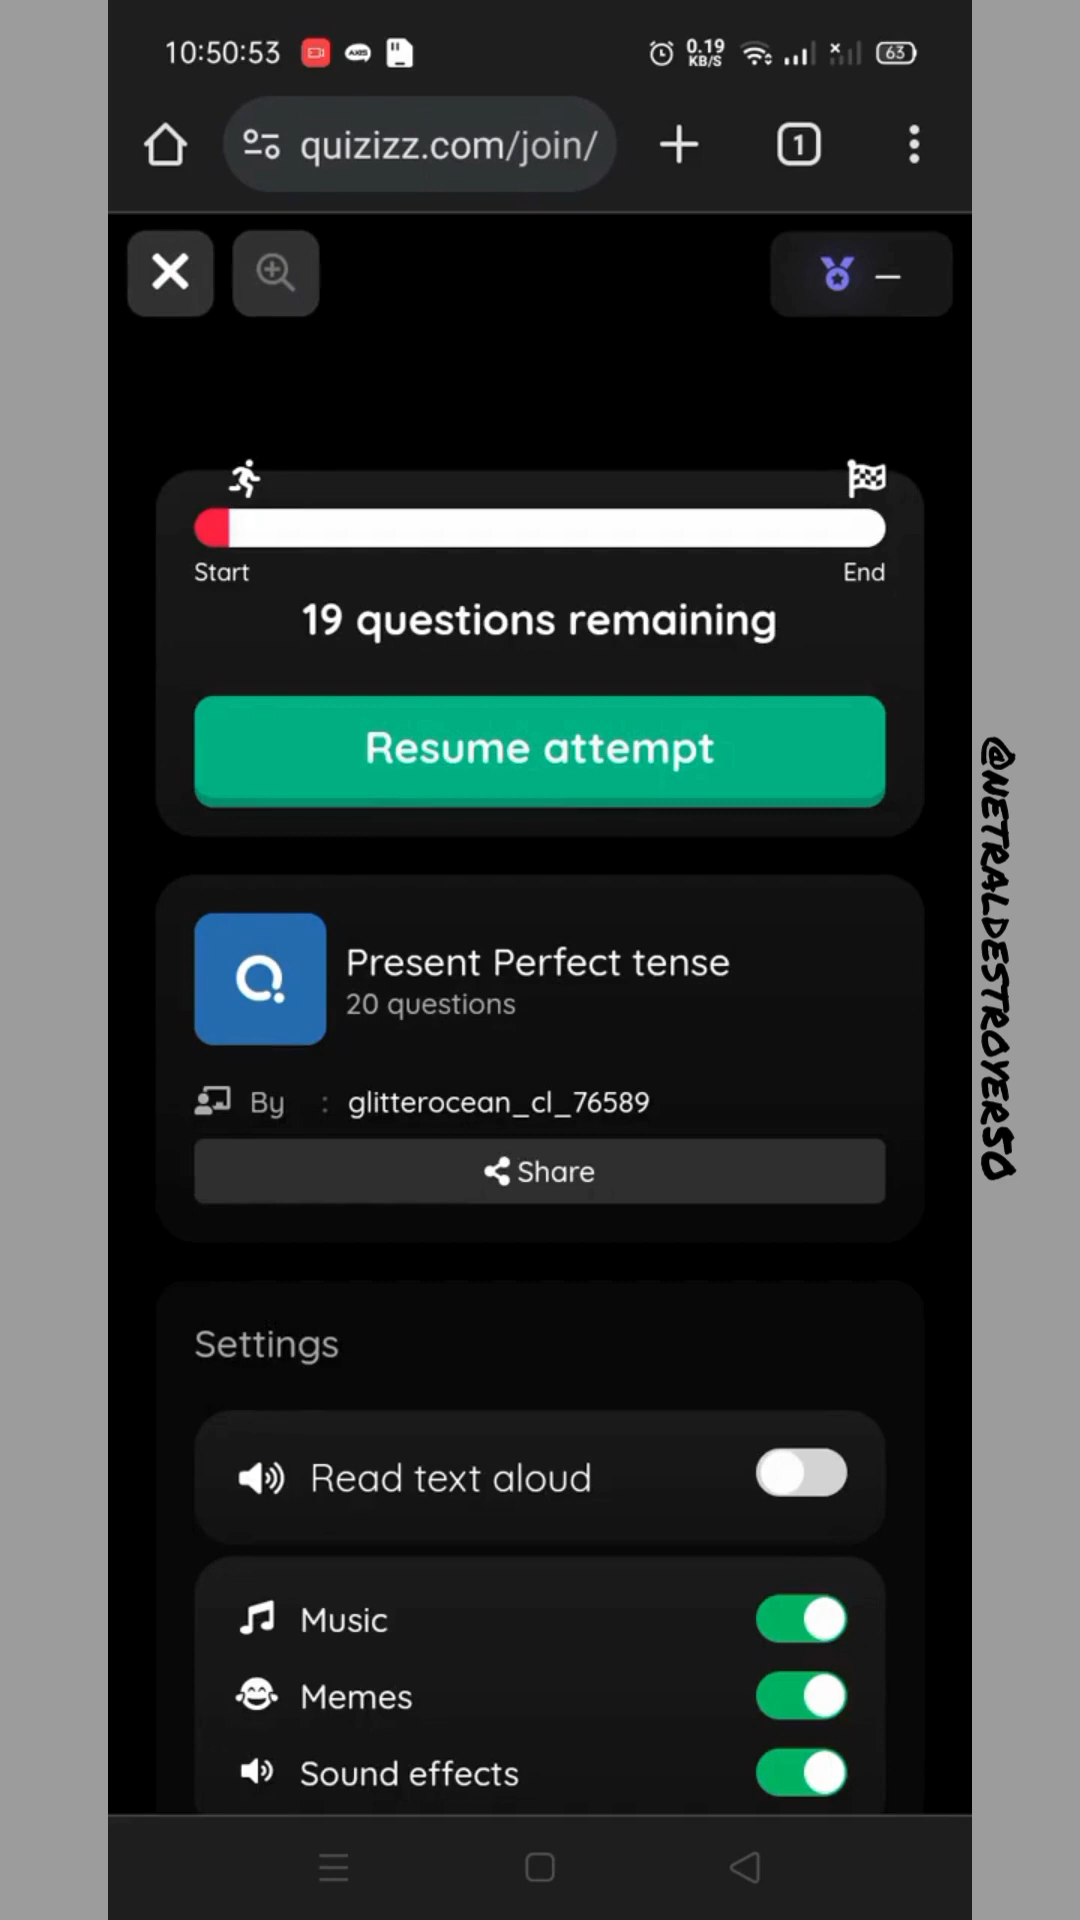 10:50:53
AXIS
0.19
KB/S
63
quizizz.com/join/
1
Start
End
19 questions remaining
Resume attempt
Present Perfect tense
20 questions
By : glitterocean_cl_76589
Share
Settings
Read text aloud
Music
Memes
Sound effects
@NETRALDESTROYER50